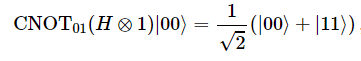 CNOT₀₁(H ⊗ 1)|00⟩ = 1/√2 (|00⟩ + |11⟩)